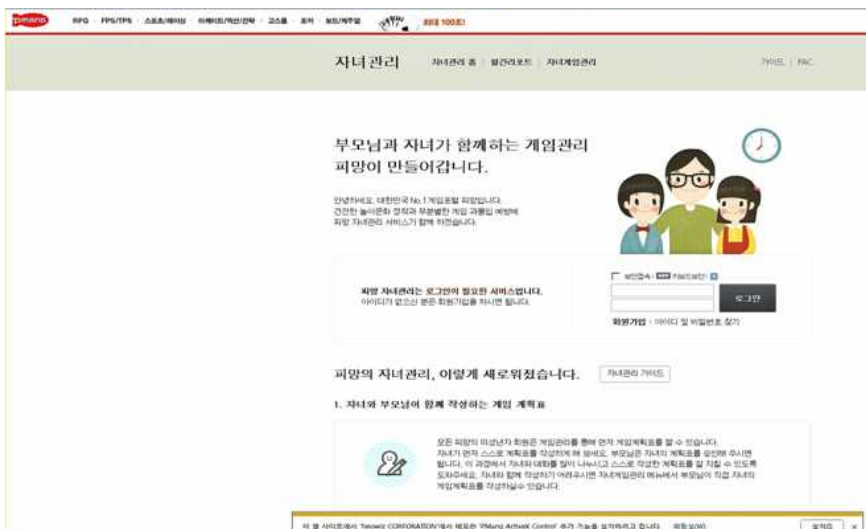 pmang RPG FPS/TPS 스포츠/레이싱 아케이드/액션/전략 고스톱 포커 보드/캐주얼 최대 100조!
자녀관리 자녀관리 홈 | 월간리포트 | 자녀게임관리 가이드 | FAQ
부모님과 자녀가 함께하는 게임관리
피망이 만들어갑니다.
안녕하세요. 대한민국 No.1 게임포털 피망입니다.
건전한 놀이문화 정착과 무분별한 게임 과몰입 예방에
피망 자녀관리 서비스가 함께 하겠습니다.
보안접속 키보드보안
피망 자녀관리는 로그인이 필요한 서비스입니다.
아이디가 없으신 분은 회원가입을 하시면 됩니다.
로그인
회원가입 아이디 및 비밀번호 찾기
피망의 자녀관리, 이렇게 새로워졌습니다. 자녀관리 가이드
1. 자녀와 부모님이 함께 작성하는 게임 계획표
모든 피망의 미성년자 회원은 게임관리를 통해 먼저 게임계획표를 짤 수 있습니다.
자녀가 먼저 스스로 계획표를 작성하게 해 보세요. 부모님은 자녀의 계획표를 승인해 주시면
됩니다. 이 과정에서 자녀와 대화를 많이 나누시고 스스로 작성한 계획표를 잘 지킬 수 있도록
도와주세요. 자녀와 함께 작성하기 어려우시면 자녀게임관리 메뉴에서 부모님이 직접 자녀의
게임계획표를 작성하실수 있습니다.
이 웹 사이트에서 'Neowiz CORPORATION'에서 배포한 'PMang ActiveX Control' 추가 기능을 설치하려고 합니다. 위험성(W) 설치(I) ×